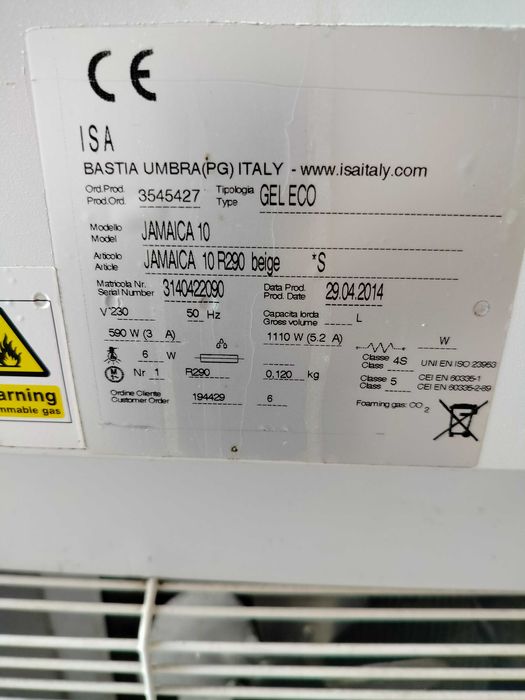 CE
ISA
BASTIA UMBRA(PG) ITALY - www.isaitaly.com
Ord.Prod. Prod.Ord. 3545427 Tipologia Type GEL ECO
Modello Model JAMAICA 10
Articolo Article JAMAICA 10 R290 beige *S
Matricola Nr. Serial Number 3140422090 Data Prod. Prod. Date 29.04.2014
V~230 50 Hz Capacita lorda Gross volume L
590 W (3 A) 1110 W (5.2 A) W
6 W Classe Class 4S UNI EN ISO 23953
Nr 1 R290 0,120 kg Classe Class 5 CEI EN 60335-1
CEI EN 60335-2-89
Ordine Cliente Customer Order 194429 6 Foaming gas: CO2
arning
mmable gas